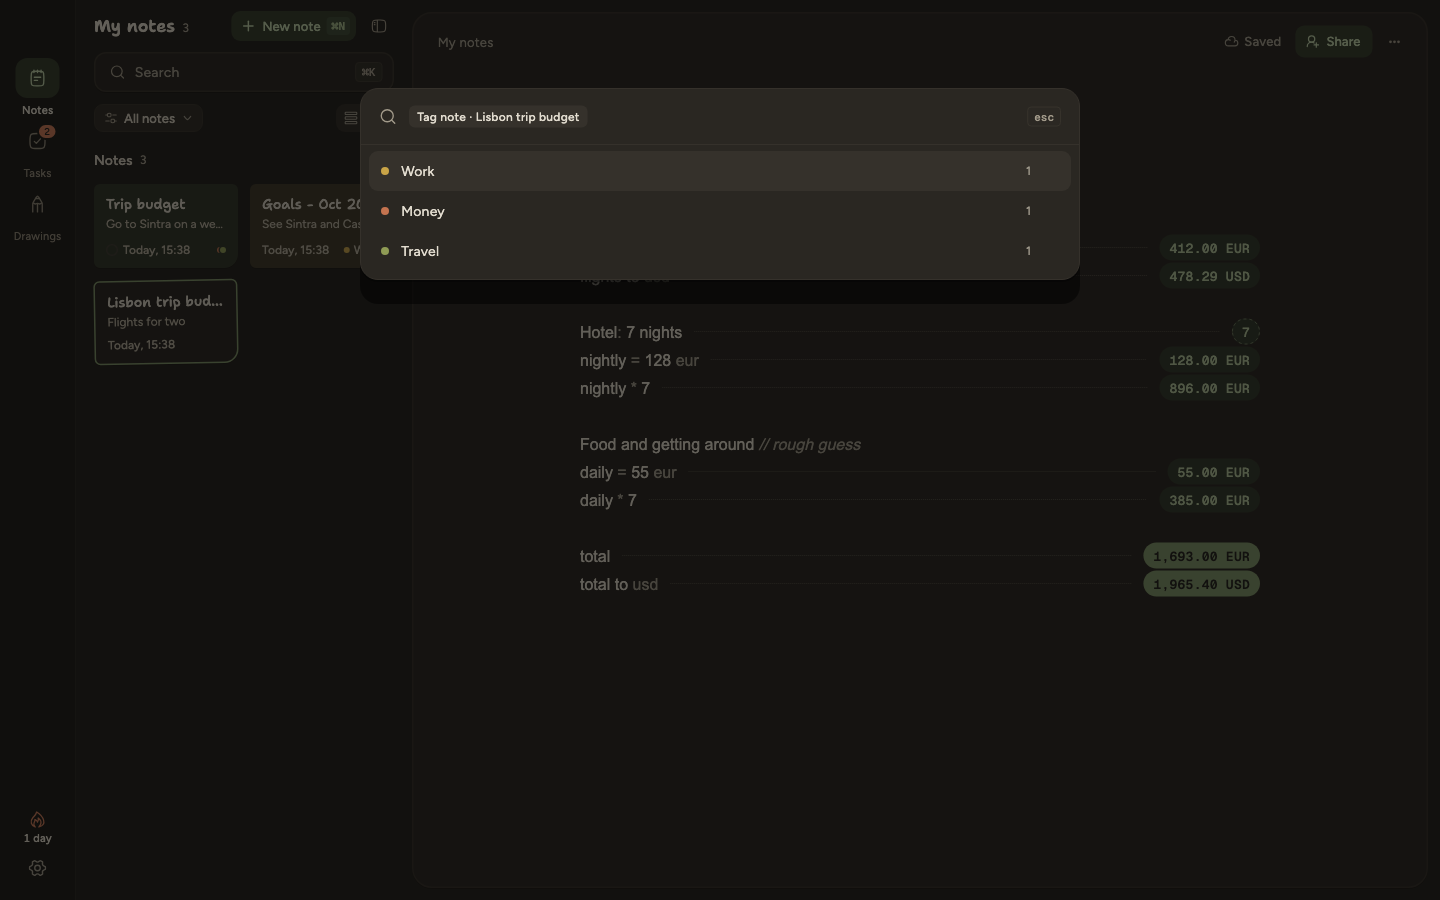 My notes 3
New note ⌘N
Search ⌘K
All notes
Notes 3
Trip budget
Go to Sintra on a we...
Today, 15:38
Goals - Oct 20
See Sintra and Cas
Today, 15:38
Lisbon trip bud...
Flights for two
Today, 15:38
Notes
2
Tasks
Drawings
1 day
My notes
Saved
Share
Tag note · Lisbon trip budget
esc
Work 1
Money 1
Travel 1
412.00 EUR
478.29 USD
Hotel: 7 nights 7
nightly = 128 eur 128.00 EUR
nightly * 7 896.00 EUR
Food and getting around // rough guess
daily = 55 eur 55.00 EUR
daily * 7 385.00 EUR
total 1,693.00 EUR
total to usd 1,965.40 USD